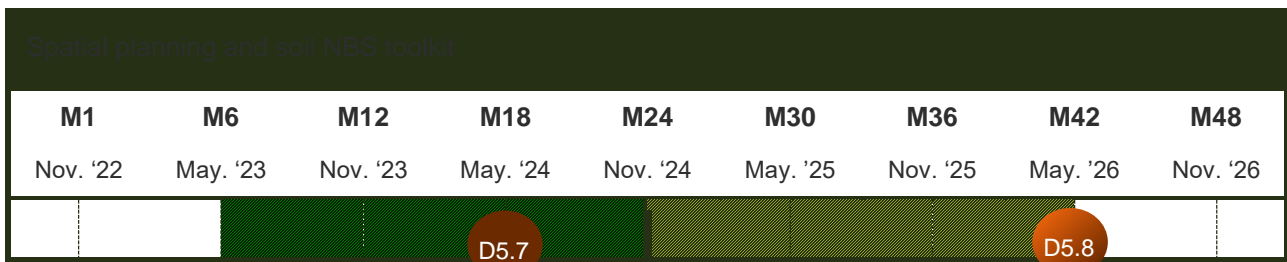 Spatial planning and soil NBS toolkit
M1 M6 M12 M18 M24 M30 M36 M42 M48
Nov. ‘22 May. ‘23 Nov. ‘23 May. ‘24 Nov. ‘24 May. ‘25 Nov. ‘25 May. ‘26 Nov. ‘26
D5.7 D5.8